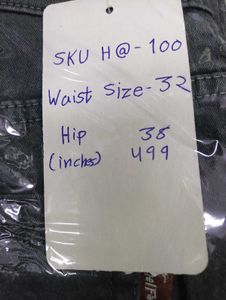 SKU H@-100
Waist Size-32
Hip 38
(inches) 499